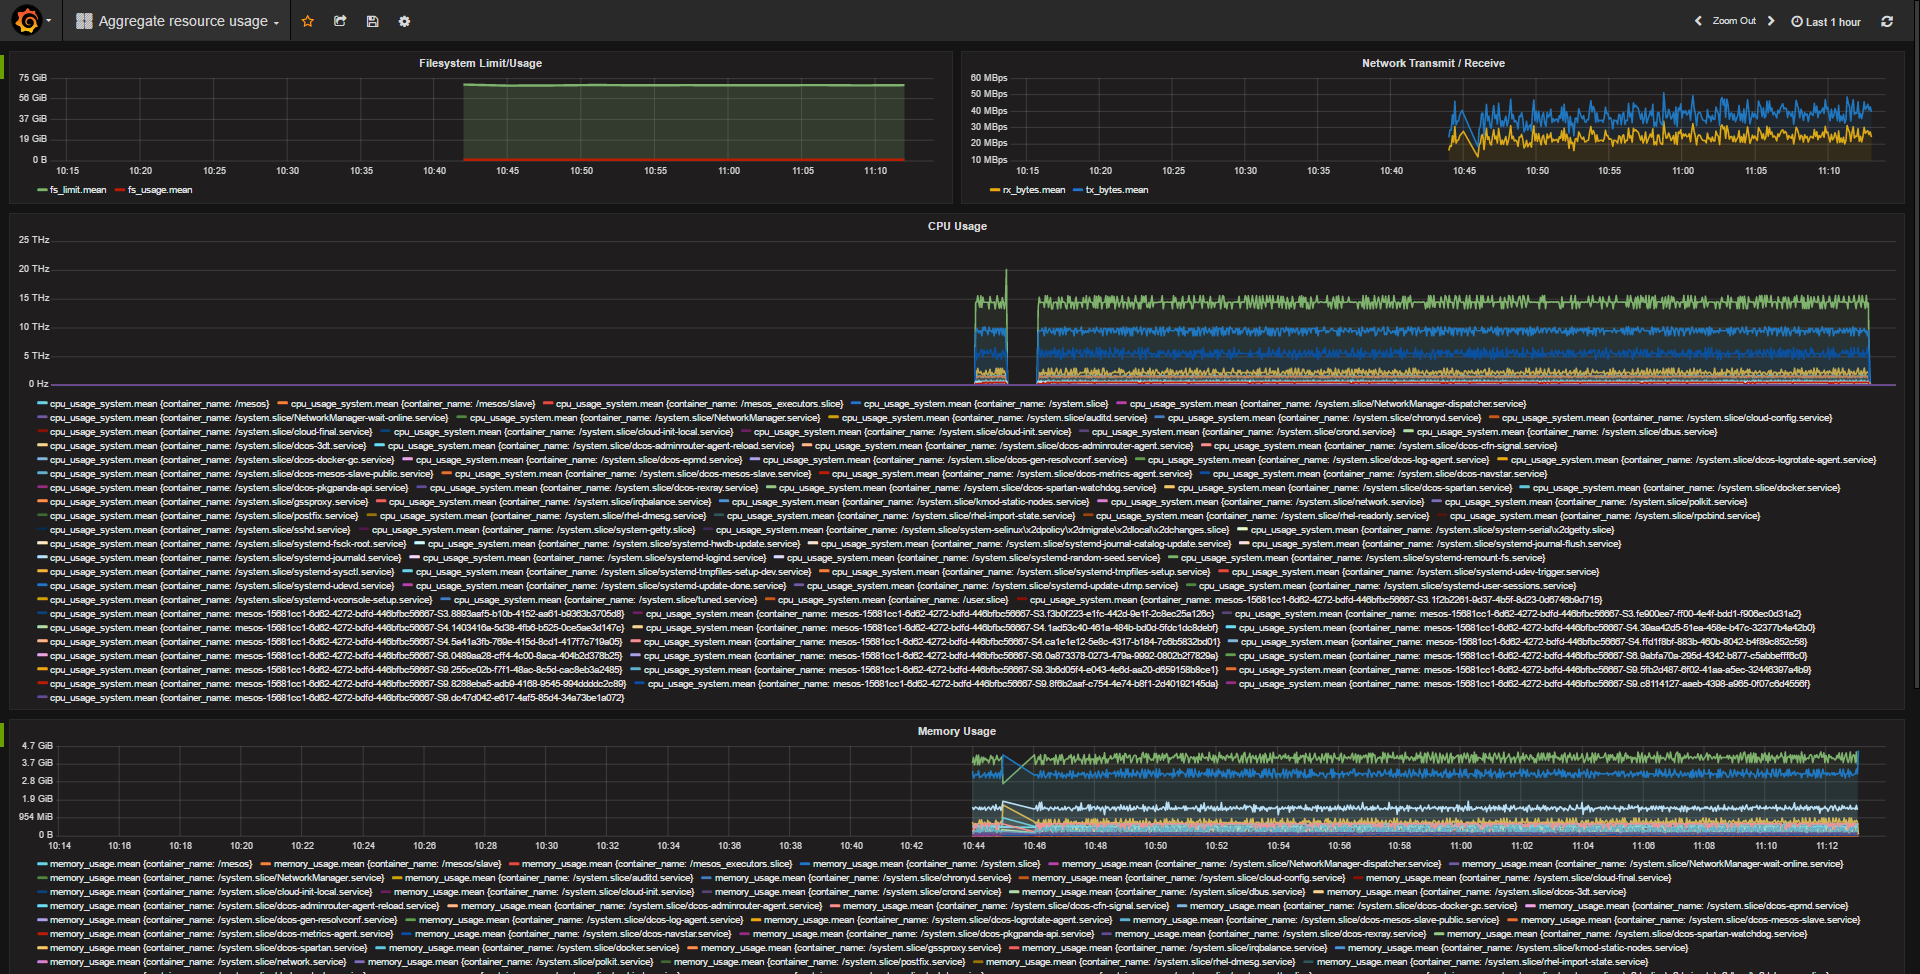 Aggregate resource usage
Zoom Out
Last 1 hour
Filesystem Limit/Usage
75 GiB
56 GiB
37 GiB
19 GiB
0 B
10:15 10:20 10:25 10:30 10:35 10:40 10:45 10:50 10:55 11:00 11:05 11:10
fs_limit.mean fs_usage.mean
Network Transmit / Receive
60 MBps
50 MBps
40 MBps
30 MBps
20 MBps
10 MBps
10:15 10:20 10:25 10:30 10:35 10:40 10:45 10:50 10:55 11:00 11:05 11:10
rx_bytes.mean tx_bytes.mean
CPU Usage
25 THz
20 THz
15 THz
10 THz
5 THz
0 Hz
cpu_usage_system.mean {container_name: /mesos} cpu_usage_system.mean {container_name: /mesos/slave} cpu_usage_system.mean {container_name: /mesos_executors.slice} cpu_usage_system.mean {container_name: /system.slice} cpu_usage_system.mean {container_name: /system.slice/NetworkManager-dispatcher.service}
cpu_usage_system.mean {container_name: /system.slice/NetworkManager-wait-online.service} cpu_usage_system.mean {container_name: /system.slice/NetworkManager.service} cpu_usage_system.mean {container_name: /system.slice/auditd.service} cpu_usage_system.mean {container_name: /system.slice/chronyd.service} cpu_usage_system.mean {container_name: /system.slice/cloud-config.service}
cpu_usage_system.mean {container_name: /system.slice/cloud-final.service} cpu_usage_system.mean {container_name: /system.slice/cloud-init-local.service} cpu_usage_system.mean {container_name: /system.slice/cloud-init.service} cpu_usage_system.mean {container_name: /system.slice/crond.service} cpu_usage_system.mean {container_name: /system.slice/dbus.service}
cpu_usage_system.mean {container_name: /system.slice/dcos-3dt.service} cpu_usage_system.mean {container_name: /system.slice/dcos-adminrouter-agent-reload.service} cpu_usage_system.mean {container_name: /system.slice/dcos-adminrouter-agent.service} cpu_usage_system.mean {container_name: /system.slice/dcos-cfn-signal.service}
cpu_usage_system.mean {container_name: /system.slice/dcos-docker-gc.service} cpu_usage_system.mean {container_name: /system.slice/dcos-epmd.service} cpu_usage_system.mean {container_name: /system.slice/dcos-gen-resolvconf.service} cpu_usage_system.mean {container_name: /system.slice/dcos-log-agent.service} cpu_usage_system.mean {container_name: /system.slice/dcos-logrotate-agent.service}
cpu_usage_system.mean {container_name: /system.slice/dcos-mesos-slave-public.service} cpu_usage_system.mean {container_name: /system.slice/dcos-mesos-slave.service} cpu_usage_system.mean {container_name: /system.slice/dcos-metrics-agent.service} cpu_usage_system.mean {container_name: /system.slice/dcos-navstar.service}
cpu_usage_system.mean {container_name: /system.slice/dcos-pkgpanda-api.service} cpu_usage_system.mean {container_name: /system.slice/dcos-rexray.service} cpu_usage_system.mean {container_name: /system.slice/dcos-spartan-watchdog.service} cpu_usage_system.mean {container_name: /system.slice/dcos-spartan.service} cpu_usage_system.mean {container_name: /system.slice/docker.service}
cpu_usage_system.mean {container_name: /system.slice/gssproxy.service} cpu_usage_system.mean {container_name: /system.slice/irqbalance.service} cpu_usage_system.mean {container_name: /system.slice/kmod-static-nodes.service} cpu_usage_system.mean {container_name: /system.slice/network.service} cpu_usage_system.mean {container_name: /system.slice/polkit.service}
cpu_usage_system.mean {container_name: /system.slice/postfix.service} cpu_usage_system.mean {container_name: /system.slice/rhel-dmesg.service} cpu_usage_system.mean {container_name: /system.slice/rhel-import-state.service} cpu_usage_system.mean {container_name: /system.slice/rhel-readonly.service} cpu_usage_system.mean {container_name: /system.slice/rpcbind.service}
cpu_usage_system.mean {container_name: /system.slice/sshd.service} cpu_usage_system.mean {container_name: /system.slice/system-getty.slice} cpu_usage_system.mean {container_name: /system.slice/system-selinux\x2dpolicy\x2dmigrate\x2dlocal\x2dchanges.slice} cpu_usage_system.mean {container_name: /system.slice/system-serial\x2dgetty.slice}
cpu_usage_system.mean {container_name: /system.slice/systemd-fsck-root.service} cpu_usage_system.mean {container_name: /system.slice/systemd-hwdb-update.service} cpu_usage_system.mean {container_name: /system.slice/systemd-journal-catalog-update.service} cpu_usage_system.mean {container_name: /system.slice/systemd-journal-flush.service}
cpu_usage_system.mean {container_name: /system.slice/systemd-journald.service} cpu_usage_system.mean {container_name: /system.slice/systemd-logind.service} cpu_usage_system.mean {container_name: /system.slice/systemd-random-seed.service} cpu_usage_system.mean {container_name: /system.slice/systemd-remount-fs.service}
cpu_usage_system.mean {container_name: /system.slice/systemd-sysctl.service} cpu_usage_system.mean {container_name: /system.slice/systemd-tmpfiles-setup-dev.service} cpu_usage_system.mean {container_name: /system.slice/systemd-tmpfiles-setup.service} cpu_usage_system.mean {container_name: /system.slice/systemd-udev-trigger.service}
cpu_usage_system.mean {container_name: /system.slice/systemd-udevd.service} cpu_usage_system.mean {container_name: /system.slice/systemd-update-done.service} cpu_usage_system.mean {container_name: /system.slice/systemd-update-utmp.service} cpu_usage_system.mean {container_name: /system.slice/systemd-user-sessions.service}
cpu_usage_system.mean {container_name: /system.slice/systemd-vconsole-setup.service} cpu_usage_system.mean {container_name: /system.slice/tuned.service} cpu_usage_system.mean {container_name: /user.slice} cpu_usage_system.mean {container_name: mesos-15681cc1-6d62-4272-bdfd-446bfbc56667-S3.1f2b2261-9d37-4b5f-8d23-0d6746b9d715}
cpu_usage_system.mean {container_name: mesos-15681cc1-6d62-4272-bdfd-446bfbc56667-S3.8893aaf5-b10b-4152-aa61-b9363b3705d8} cpu_usage_system.mean {container_name: mesos-15681cc1-6d62-4272-bdfd-446bfbc56667-S3.f3b0f223-e1fc-442d-9e1f-2c8ec25a126c} cpu_usage_system.mean {container_name: mesos-15681cc1-6d62-4272-bdfd-446bfbc56667-S3.fe900ee7-ff00-4e4f-bdd1-f906ec0d31a2}
cpu_usage_system.mean {container_name: mesos-15681cc1-6d62-4272-bdfd-446bfbc56667-S4.1403416a-5d38-4fb6-b525-0ce5ae3d147c} cpu_usage_system.mean {container_name: mesos-15681cc1-6d62-4272-bdfd-446bfbc56667-S4.1ad53c40-461a-484b-bd0d-5fdc1dc8debf} cpu_usage_system.mean {container_name: mesos-15681cc1-6d62-4272-bdfd-446bfbc56667-S4.39aa42d5-51ea-458e-b47c-32377b4a42b0}
cpu_usage_system.mean {container_name: mesos-15681cc1-6d62-4272-bdfd-446bfbc56667-S4.5a41a3fb-769e-415d-8cd1-417f7c719a05} cpu_usage_system.mean {container_name: mesos-15681cc1-6d62-4272-bdfd-446bfbc56667-S4.ca1e1e12-5e8c-4317-b184-7c6b5832bd01} cpu_usage_system.mean {container_name: mesos-15681cc1-6d62-4272-bdfd-446bfbc56667-S4.ffd1f8bf-883b-460b-8042-b4f89c852c58}
cpu_usage_system.mean {container_name: mesos-15681cc1-6d62-4272-bdfd-446bfbc56667-S6.0489aa28-cff4-4c00-8aca-404b2d378b25} cpu_usage_system.mean {container_name: mesos-15681cc1-6d62-4272-bdfd-446bfbc56667-S6.0a873378-0273-479a-9992-0802b2f7829a} cpu_usage_system.mean {container_name: mesos-15681cc1-6d62-4272-bdfd-446bfbc56667-S6.9abfa70a-295d-4342-b877-c5abbefff6c0}
cpu_usage_system.mean {container_name: mesos-15681cc1-6d62-4272-bdfd-446bfbc56667-S9.255ce02b-f7f1-48ac-8c5d-cac8eb3a2485} cpu_usage_system.mean {container_name: mesos-15681cc1-6d62-4272-bdfd-446bfbc56667-S9.3b6d05f4-e043-4e6d-aa20-d659158b8ce1} cpu_usage_system.mean {container_name: mesos-15681cc1-6d62-4272-bdfd-446bfbc56667-S9.5fb2d487-6f02-41aa-a5ec-32446397a4b9}
cpu_usage_system.mean {container_name: mesos-15681cc1-6d62-4272-bdfd-446bfbc56667-S9.8288eba5-adb9-4168-9545-994ddddc2c89} cpu_usage_system.mean {container_name: mesos-15681cc1-6d62-4272-bdfd-446bfbc56667-S9.8f6b2aaf-c754-4e74-b8f1-2d40192145da} cpu_usage_system.mean {container_name: mesos-15681cc1-6d62-4272-bdfd-446bfbc56667-S9.c8114127-aaeb-4398-a965-0f07c6d4556f}
cpu_usage_system.mean {container_name: mesos-15681cc1-6d62-4272-bdfd-446bfbc56667-S9.dc47d042-e617-4af5-85d4-34a73be1a072}
Memory Usage
4.7 GiB
3.7 GiB
2.8 GiB
1.9 GiB
954 MiB
0 B
10:14 10:16 10:18 10:20 10:22 10:24 10:26 10:28 10:30 10:32 10:34 10:36 10:38 10:40 10:42 10:44 10:46 10:48 10:50 10:52 10:54 10:56 10:58 11:00 11:02 11:04 11:06 11:08 11:10 11:12
memory_usage.mean {container_name: /mesos} memory_usage.mean {container_name: /mesos/slave} memory_usage.mean {container_name: /mesos_executors.slice} memory_usage.mean {container_name: /system.slice} memory_usage.mean {container_name: /system.slice/NetworkManager-dispatcher.service} memory_usage.mean {container_name: /system.slice/NetworkManager-wait-online.service}
memory_usage.mean {container_name: /system.slice/NetworkManager.service} memory_usage.mean {container_name: /system.slice/auditd.service} memory_usage.mean {container_name: /system.slice/chronyd.service} memory_usage.mean {container_name: /system.slice/cloud-config.service} memory_usage.mean {container_name: /system.slice/cloud-final.service}
memory_usage.mean {container_name: /system.slice/cloud-init-local.service} memory_usage.mean {container_name: /system.slice/cloud-init.service} memory_usage.mean {container_name: /system.slice/crond.service} memory_usage.mean {container_name: /system.slice/dbus.service} memory_usage.mean {container_name: /system.slice/dcos-3dt.service}
memory_usage.mean {container_name: /system.slice/dcos-adminrouter-agent-reload.service} memory_usage.mean {container_name: /system.slice/dcos-adminrouter-agent.service} memory_usage.mean {container_name: /system.slice/dcos-cfn-signal.service} memory_usage.mean {container_name: /system.slice/dcos-docker-gc.service} memory_usage.mean {container_name: /system.slice/dcos-epmd.service}
memory_usage.mean {container_name: /system.slice/dcos-gen-resolvconf.service} memory_usage.mean {container_name: /system.slice/dcos-log-agent.service} memory_usage.mean {container_name: /system.slice/dcos-logrotate-agent.service} memory_usage.mean {container_name: /system.slice/dcos-mesos-slave-public.service} memory_usage.mean {container_name: /system.slice/dcos-mesos-slave.service}
memory_usage.mean {container_name: /system.slice/dcos-metrics-agent.service} memory_usage.mean {container_name: /system.slice/dcos-navstar.service} memory_usage.mean {container_name: /system.slice/dcos-pkgpanda-api.service} memory_usage.mean {container_name: /system.slice/dcos-rexray.service} memory_usage.mean {container_name: /system.slice/dcos-spartan-watchdog.service}
memory_usage.mean {container_name: /system.slice/dcos-spartan.service} memory_usage.mean {container_name: /system.slice/docker.service} memory_usage.mean {container_name: /system.slice/gssproxy.service} memory_usage.mean {container_name: /system.slice/irqbalance.service} memory_usage.mean {container_name: /system.slice/kmod-static-nodes.service}
memory_usage.mean {container_name: /system.slice/network.service} memory_usage.mean {container_name: /system.slice/polkit.service} memory_usage.mean {container_name: /system.slice/postfix.service} memory_usage.mean {container_name: /system.slice/rhel-dmesg.service} memory_usage.mean {container_name: /system.slice/rhel-import-state.service}